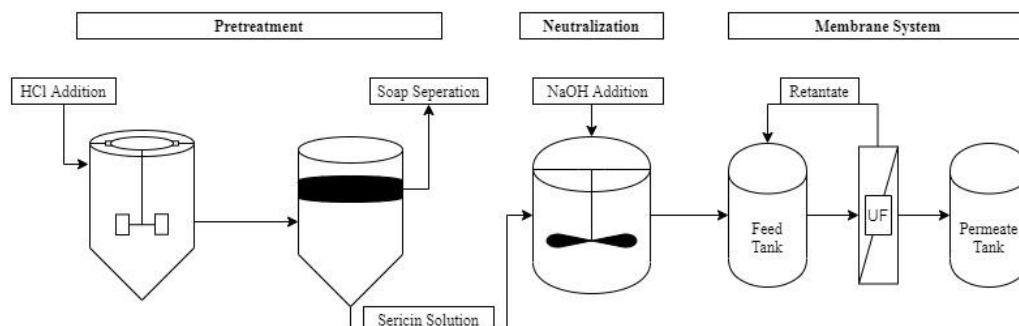 Pretreatment
Neutralization
Membrane System
HCl Addition
Soap Seperation
NaOH Addition
Retantate
UF
Feed
Tank
Permeate
Tank
Sericin Solution